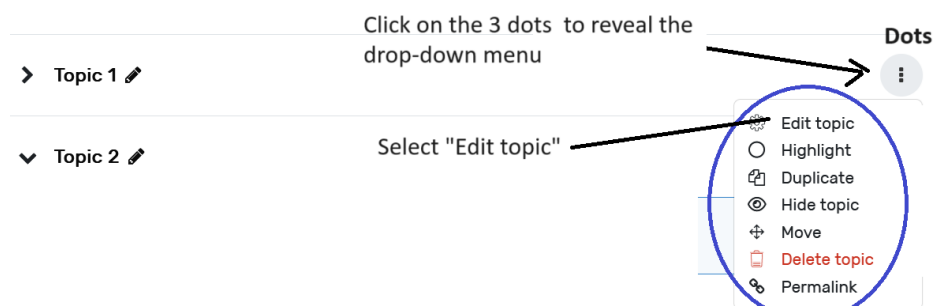 Click on the 3 dots to reveal the
drop-down menu
Dots
Topic 1
Edit topic
Select "Edit topic"
Highlight
Topic 2
Duplicate
Hide topic
Move
Delete topic
Permalink